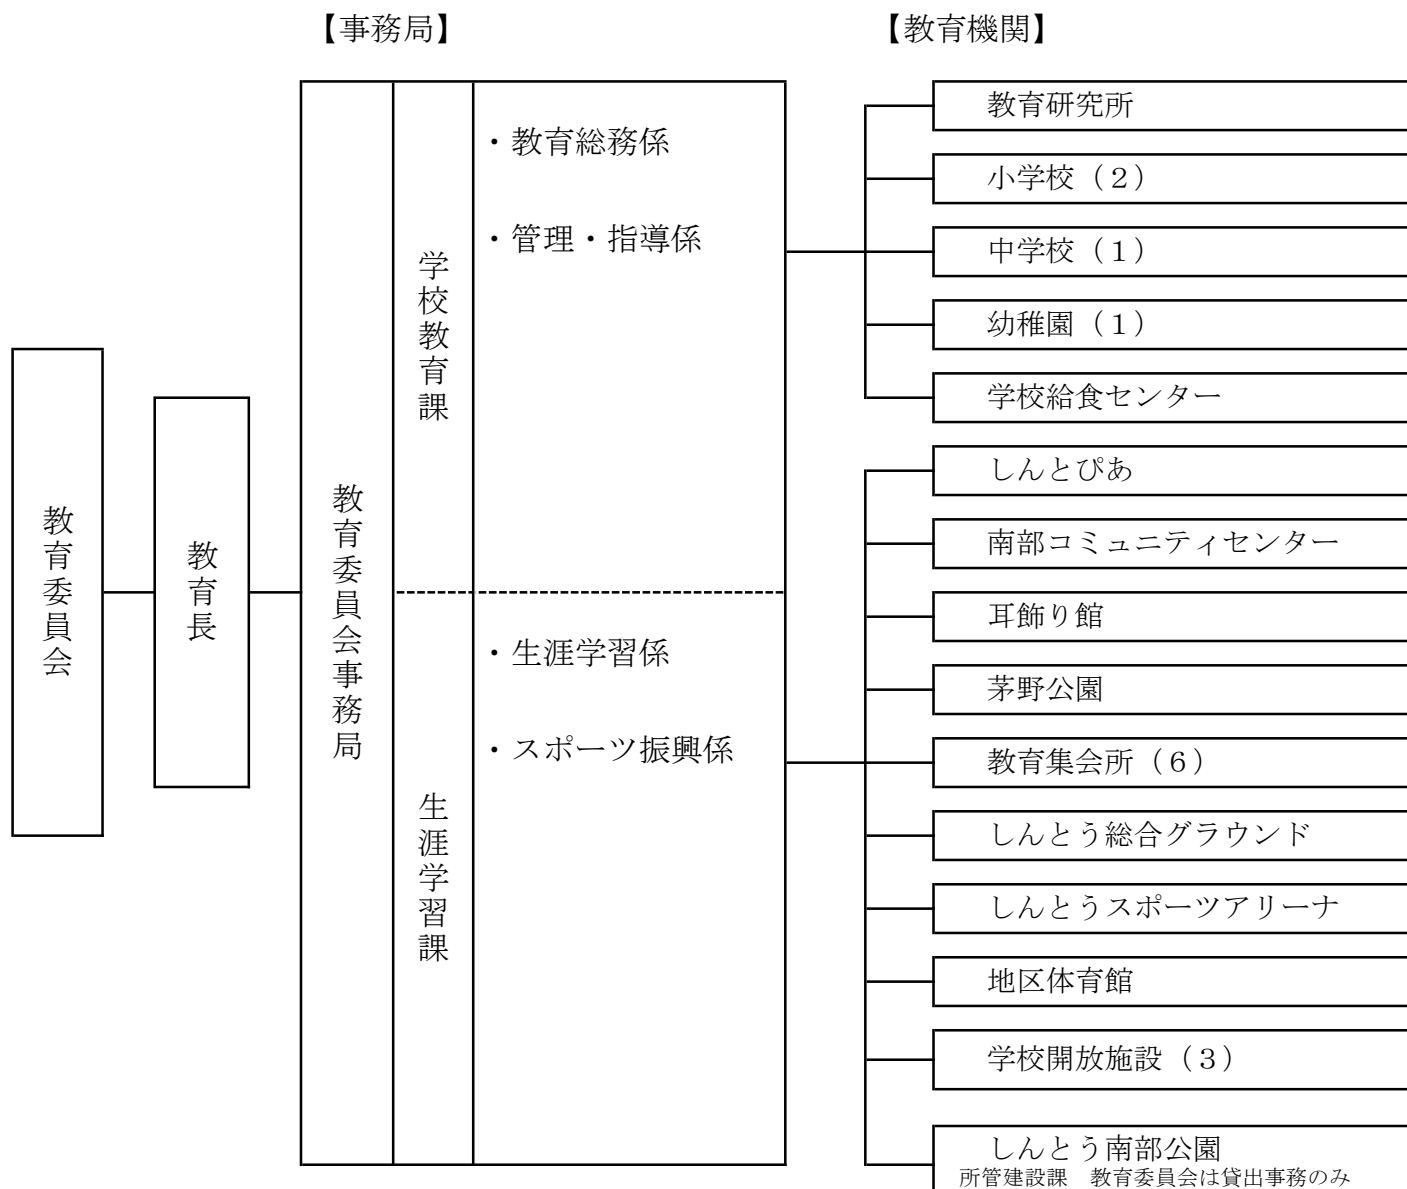 【事務局】
【教育機関】
教育委員会
教育長
教育委員会事務局
学校教育課
・教育総務係
・管理・指導係
生涯学習課
・生涯学習係
・スポーツ振興係
教育研究所
小学校（２）
中学校（１）
幼稚園（１）
学校給食センター
しんとぴあ
南部コミュニティセンター
耳飾り館
茅野公園
教育集会所（６）
しんとう総合グラウンド
しんとうスポーツアリーナ
地区体育館
学校開放施設（３）
しんとう南部公園
所管建設課　教育委員会は貸出事務のみ